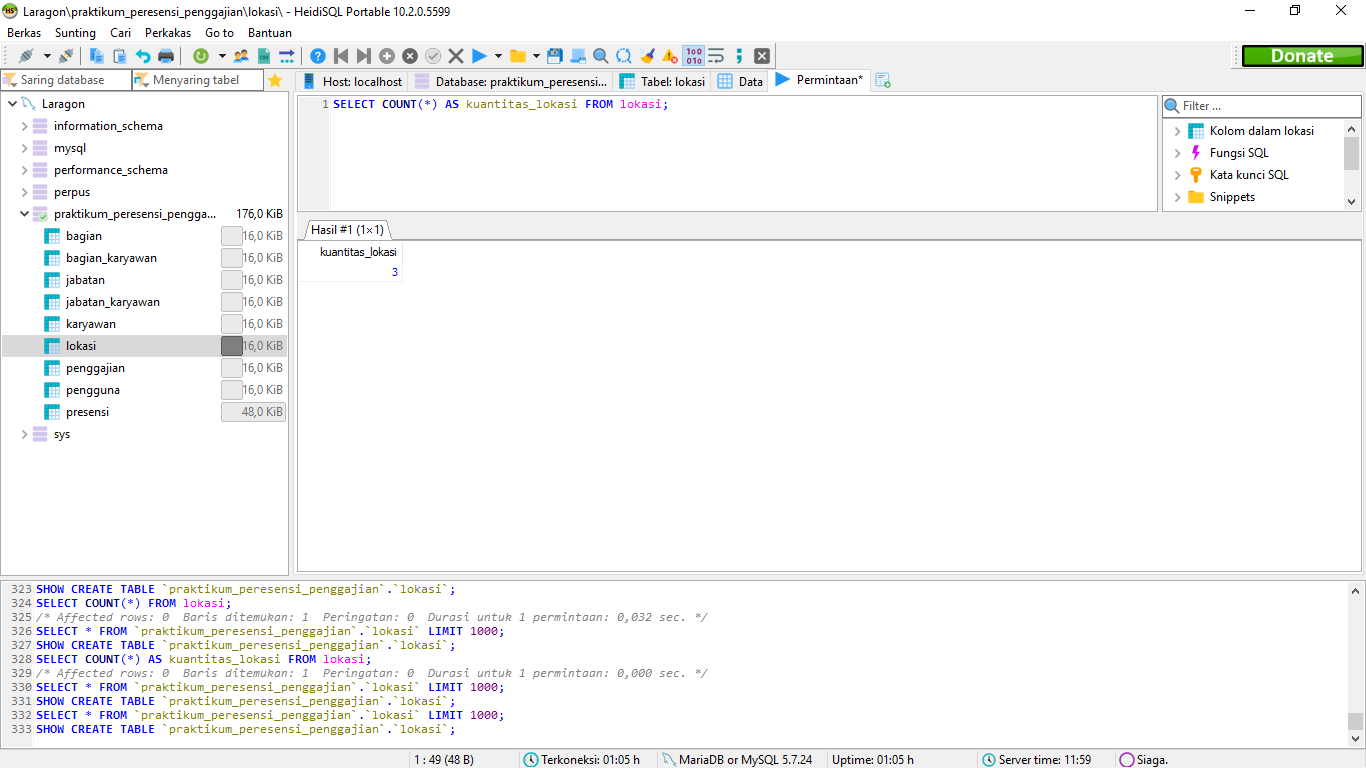 Laragon\praktikum_peresensi_penggajian\lokasi\ - HeidiSQL Portable 10.2.0.5599
Berkas Sunting Cari Perkakas Go to Bantuan
Donate
Saring database Menyaring tabel
Host: localhost Database: praktikum_peresensi... Tabel: lokasi Data Permintaan*
Laragon
information_schema
mysql
performance_schema
perpus
praktikum_peresensi_pengga... 176,0 KiB
bagian 16,0 KiB
bagian_karyawan 16,0 KiB
jabatan 16,0 KiB
jabatan_karyawan 16,0 KiB
karyawan 16,0 KiB
lokasi 16,0 KiB
penggajian 16,0 KiB
pengguna 16,0 KiB
presensi 48,0 KiB
sys
1 SELECT COUNT(*) AS kuantitas_lokasi FROM lokasi;
Filter ...
Kolom dalam lokasi
Fungsi SQL
Kata kunci SQL
Snippets
Hasil #1 (1×1)
kuantitas_lokasi
3
323 SHOW CREATE TABLE `praktikum_peresensi_penggajian`.`lokasi`;
324 SELECT COUNT(*) FROM lokasi;
325 /* Affected rows: 0 Baris ditemukan: 1 Peringatan: 0 Durasi untuk 1 permintaan: 0,032 sec. */
326 SELECT * FROM `praktikum_peresensi_penggajian`.`lokasi` LIMIT 1000;
327 SHOW CREATE TABLE `praktikum_peresensi_penggajian`.`lokasi`;
328 SELECT COUNT(*) AS kuantitas_lokasi FROM lokasi;
329 /* Affected rows: 0 Baris ditemukan: 1 Peringatan: 0 Durasi untuk 1 permintaan: 0,000 sec. */
330 SELECT * FROM `praktikum_peresensi_penggajian`.`lokasi` LIMIT 1000;
331 SHOW CREATE TABLE `praktikum_peresensi_penggajian`.`lokasi`;
332 SELECT * FROM `praktikum_peresensi_penggajian`.`lokasi` LIMIT 1000;
333 SHOW CREATE TABLE `praktikum_peresensi_penggajian`.`lokasi`;
1 : 49 (48 B) Terkoneksi: 01:05 h MariaDB or MySQL 5.7.24 Uptime: 01:05 h Server time: 11:59 Siaga.